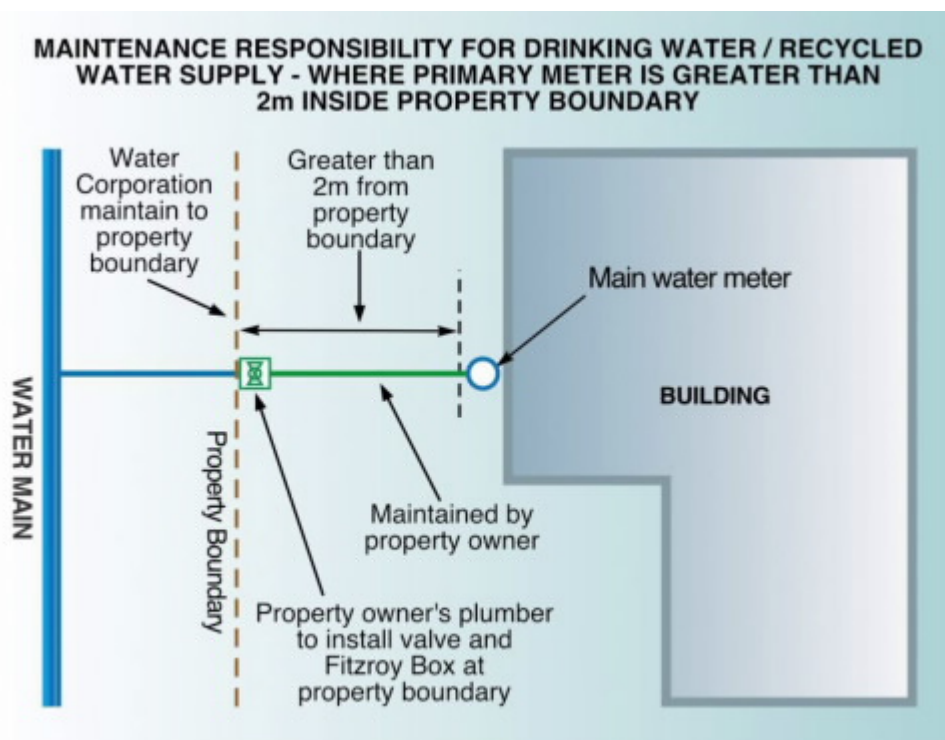 MAINTENANCE RESPONSIBILITY FOR DRINKING WATER / RECYCLED
WATER SUPPLY - WHERE PRIMARY METER IS GREATER THAN
2m INSIDE PROPERTY BOUNDARY
Water
Corporation
maintain to
property
boundary
Greater than
2m from
property
boundary
Main water meter
WATER MAIN
BUILDING
Property Boundary
Maintained by
property owner
Property owner's plumber
to install valve and
Fitzroy Box at
property boundary